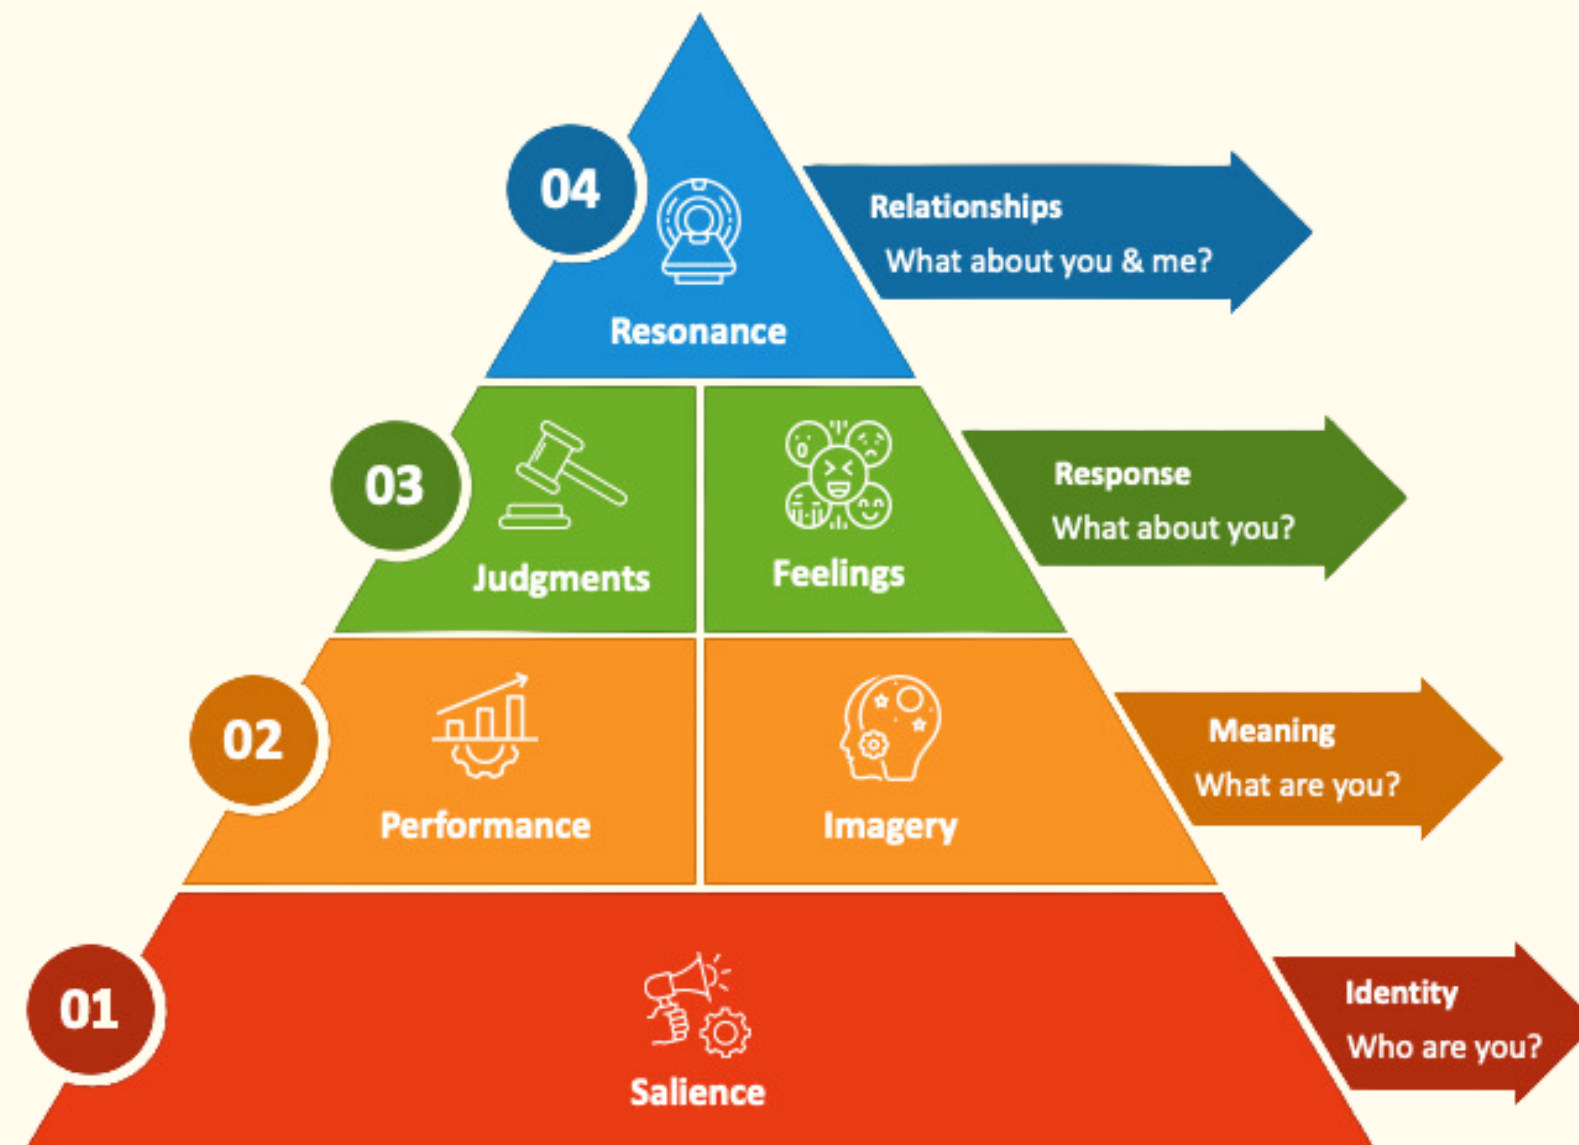 04
Resonance
Relationships
What about you & me?
03
Judgments
Feelings
Response
What about you?
02
Performance
Imagery
Meaning
What are you?
01
Salience
Identity
Who are you?